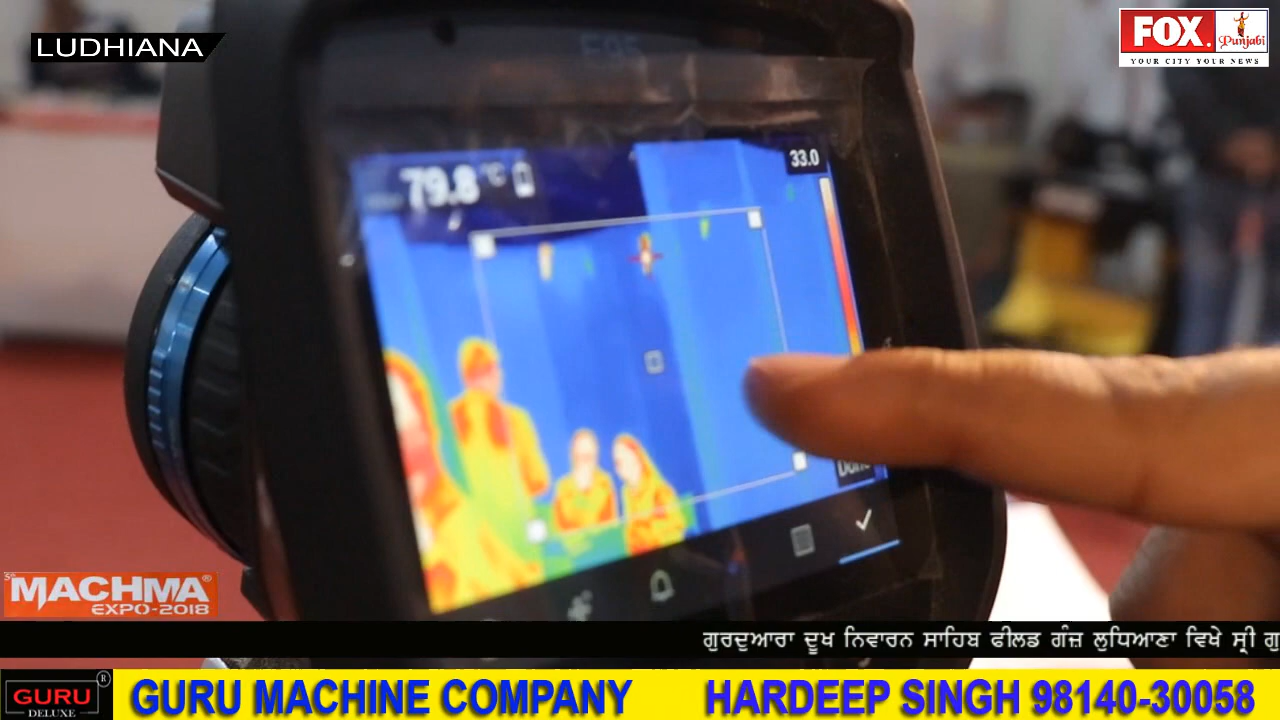 LUDHIANA
FOX.
Punjabi
YOUR CITY YOUR NEWS
79.8 °C
33.0
MACHMA®
EXPO-2018
ਗੁਰਦੁਆਰਾ ਦੂਖ ਨਿਵਾਰਨ ਸਾਹਿਬ ਫੀਲਡ ਗੰਜ਼ ਲੁਧਿਆਣਾ ਵਿਖੇ ਸ੍ਰੀ ਗੁ
GURU ®
DELUXE
GURU MACHINE COMPANY HARDEEP SINGH 98140-30058